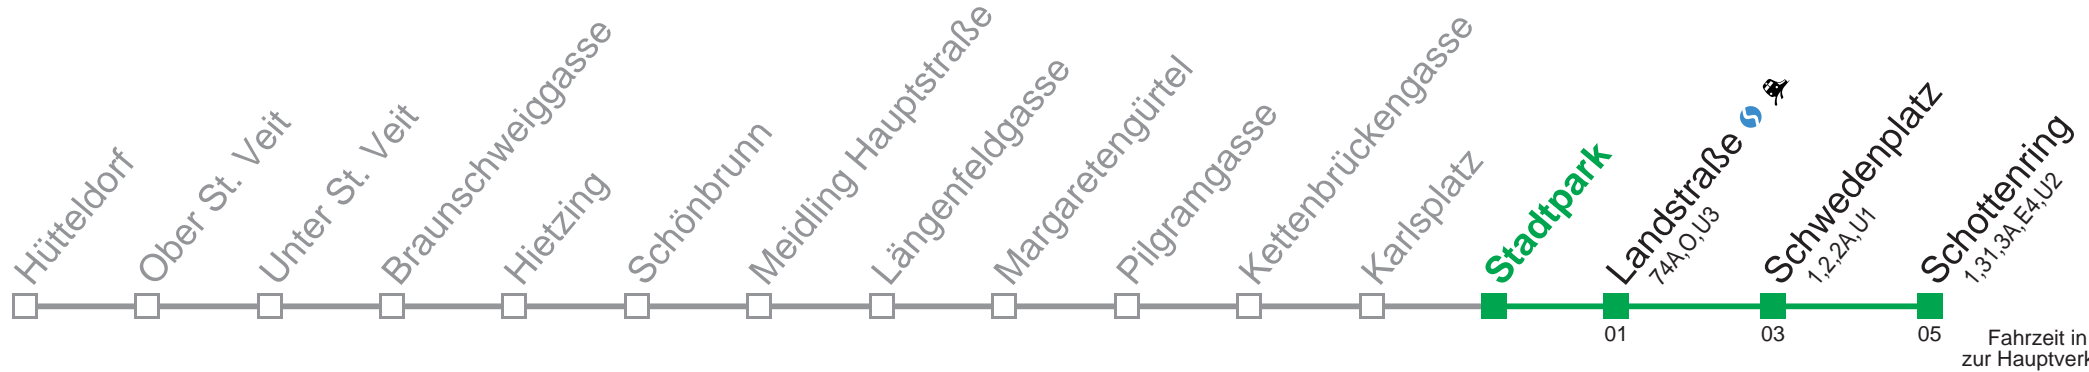 Hütteldorf
Ober St. Veit
Unter St. Veit
Braunschweiggasse
Hietzing
Schönbrunn
Meidling Hauptstraße
Längenfeldgasse
Margaretengürtel
Pilgramgasse
Kettenbrückengasse
Karlsplatz
Stadtpark
Landstraße
74A,O,U3
Schwedenplatz
1,2,2A,U1
Schottenring
1,31,3A,E4,U2
01
03
05
Fahrzeit in
zur Hauptverk